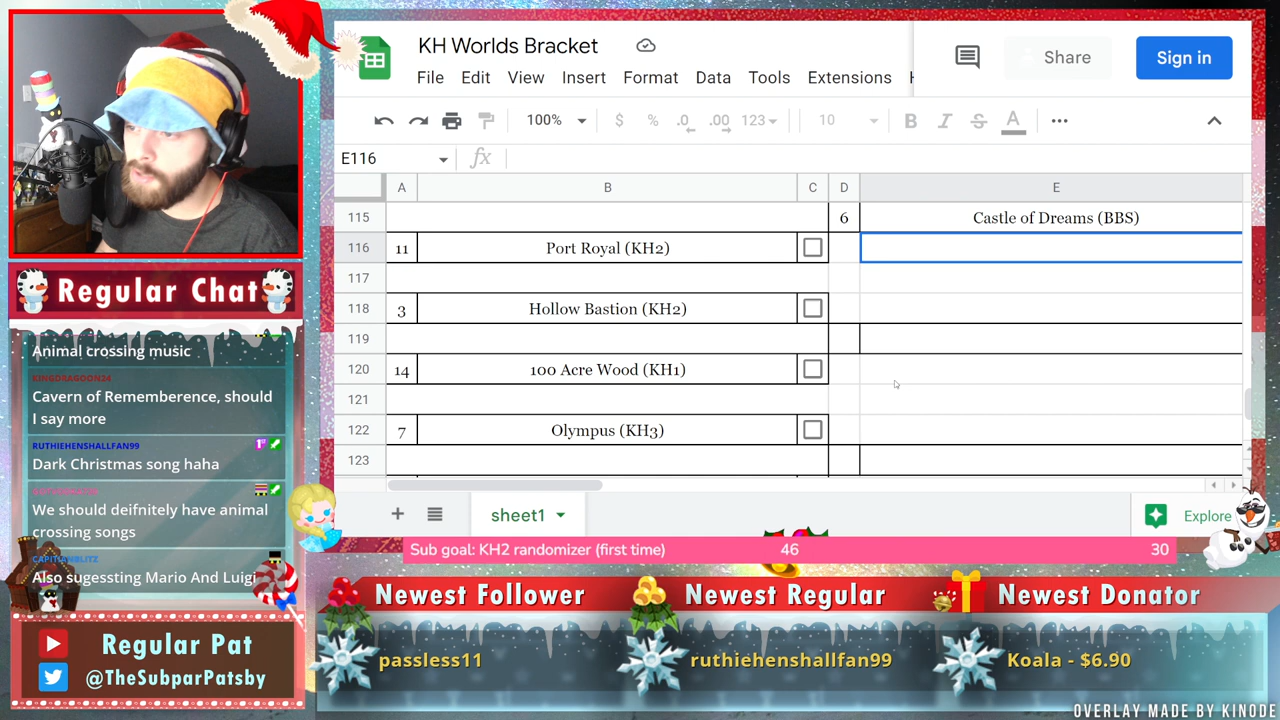 KH Worlds Bracket
File Edit View Insert Format Data Tools Extensions
Share
Sign in
100% $ % .0 .00 123 10 B I S A
E116 fx
A B C D E
115 6 Castle of Dreams (BBS)
116 11 Port Royal (KH2)
117
118 3 Hollow Bastion (KH2)
119
120 14 100 Acre Wood (KH1)
121
122 7 Olympus (KH3)
123
sheet1
Explore
Regular Chat
Animal crossing music
KINGDRAGOON24
Cavern of Rememberence, should
I say more
RUTHIEHENSHALLFAN99
Dark Christmas song haha
We should deifnitely have animal
crossing songs
CAPITANBLITZ
Also sugessting Mario And Luigi
Regular Pat
@TheSubparPatsby
Sub goal: KH2 randomizer (first time) 46 30
Newest Follower
passless11
Newest Regular
ruthiehenshallfan99
Newest Donator
Koala - $6.90
OVERLAY MADE BY KINODE